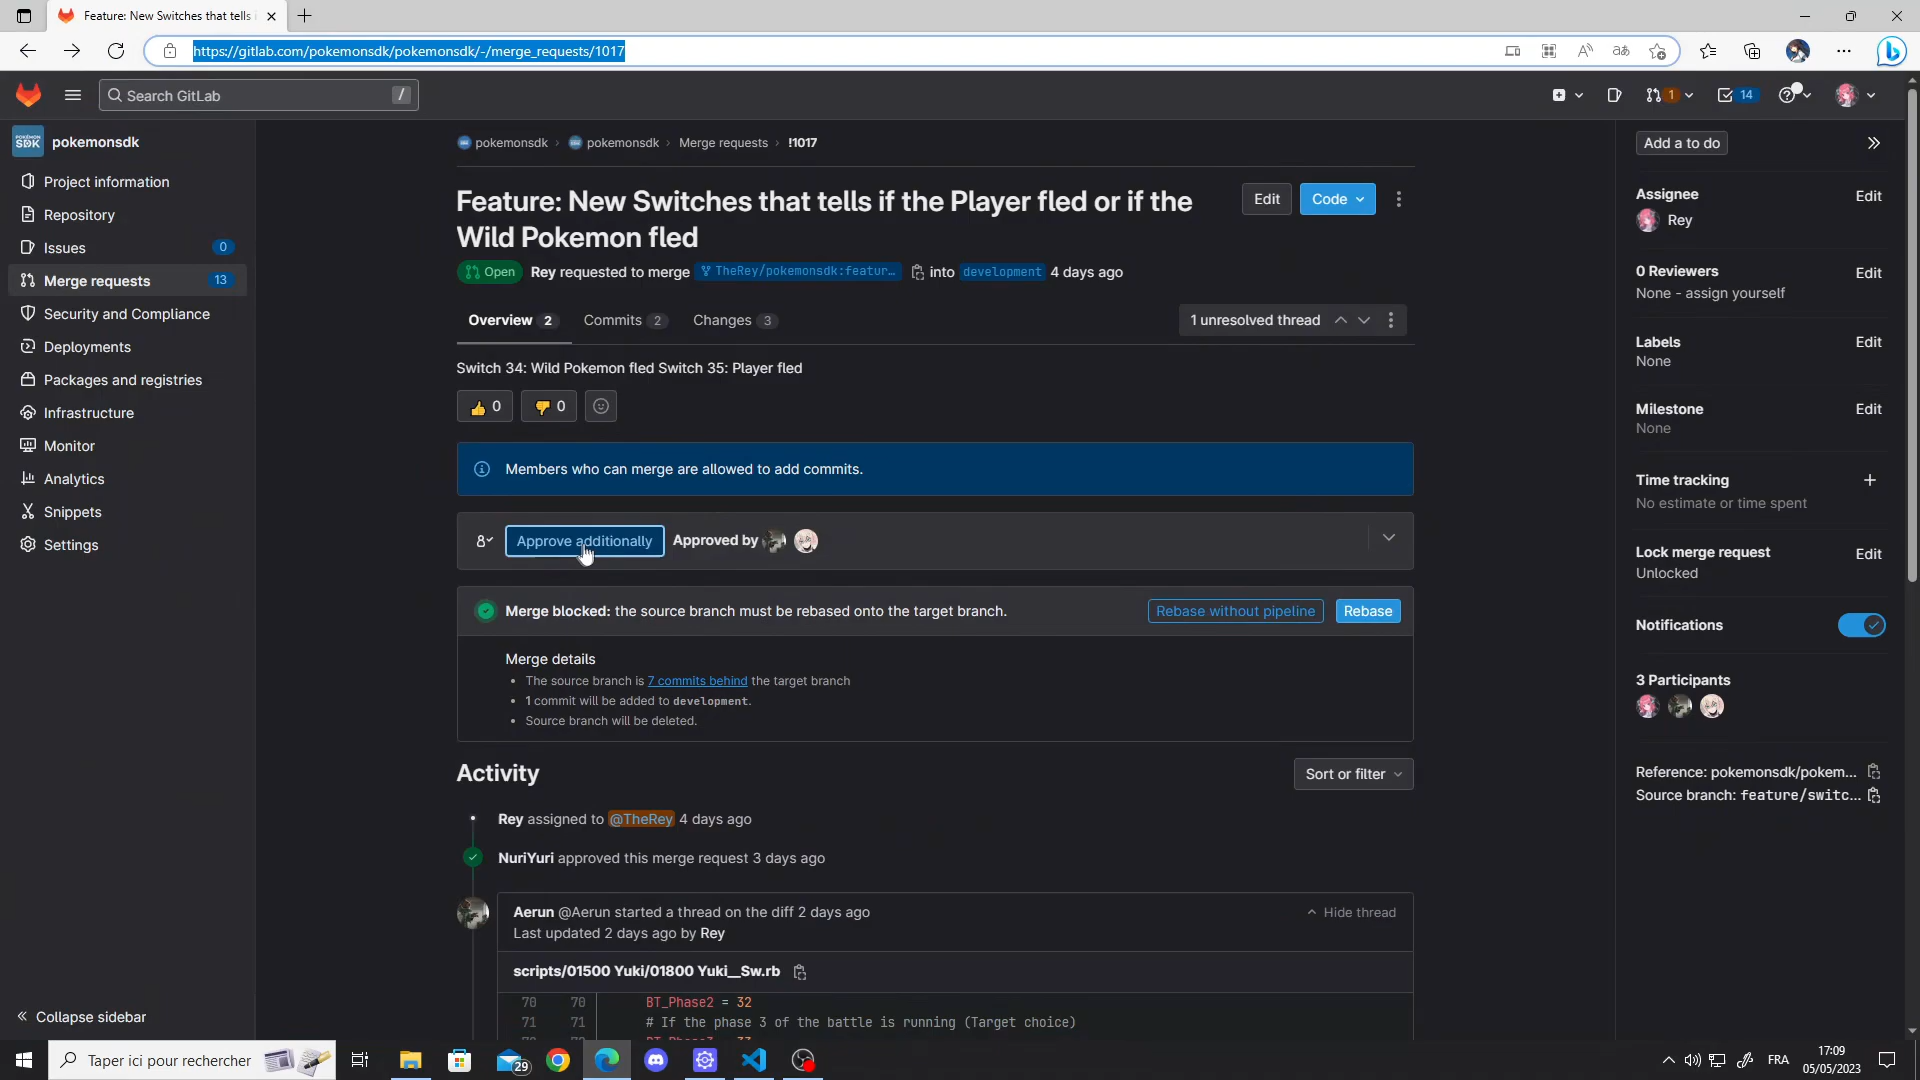 Feature: New Switches that tells i
https://gitlab.com/pokemonsdk/pokemonsdk/-/merge_requests/1017
Search GitLab
/
1
14
POKÉMON
SDK
pokemonsdk
Project information
Repository
Issues
0
Merge requests
13
Security and Compliance
Deployments
Packages and registries
Infrastructure
Monitor
Analytics
Snippets
Settings
Collapse sidebar
pokemonsdk › pokemonsdk › Merge requests › !1017
Feature: New Switches that tells if the Player fled or if the
Wild Pokemon fled
Edit
Code
Open
Rey requested to merge TheRey/pokemonsdk:featur… into development 4 days ago
Overview 2
Commits 2
Changes 3
1 unresolved thread
Switch 34: Wild Pokemon fled Switch 35: Player fled
0
0
Members who can merge are allowed to add commits.
Approve additionally
Approved by
Merge blocked: the source branch must be rebased onto the target branch.
Rebase without pipeline
Rebase
Merge details
• The source branch is 7 commits behind the target branch
• 1 commit will be added to development.
• Source branch will be deleted.
Activity
Sort or filter
Rey assigned to @TheRey 4 days ago
NuriYuri approved this merge request 3 days ago
Aerun @Aerun started a thread on the diff 2 days ago
Hide thread
Last updated 2 days ago by Rey
scripts/01500 Yuki/01800 Yuki__Sw.rb
70 70 BT_Phase2 = 32
71 71 # If the phase 3 of the battle is running (Target choice)
Add a to do
Assignee
Edit
Rey
0 Reviewers
Edit
None - assign yourself
Labels
Edit
None
Milestone
Edit
None
Time tracking
No estimate or time spent
Lock merge request
Edit
Unlocked
Notifications
3 Participants
Reference: pokemonsdk/pokem...
Source branch: feature/switc...
Taper ici pour rechercher
29
FRA
17:09
05/05/2023